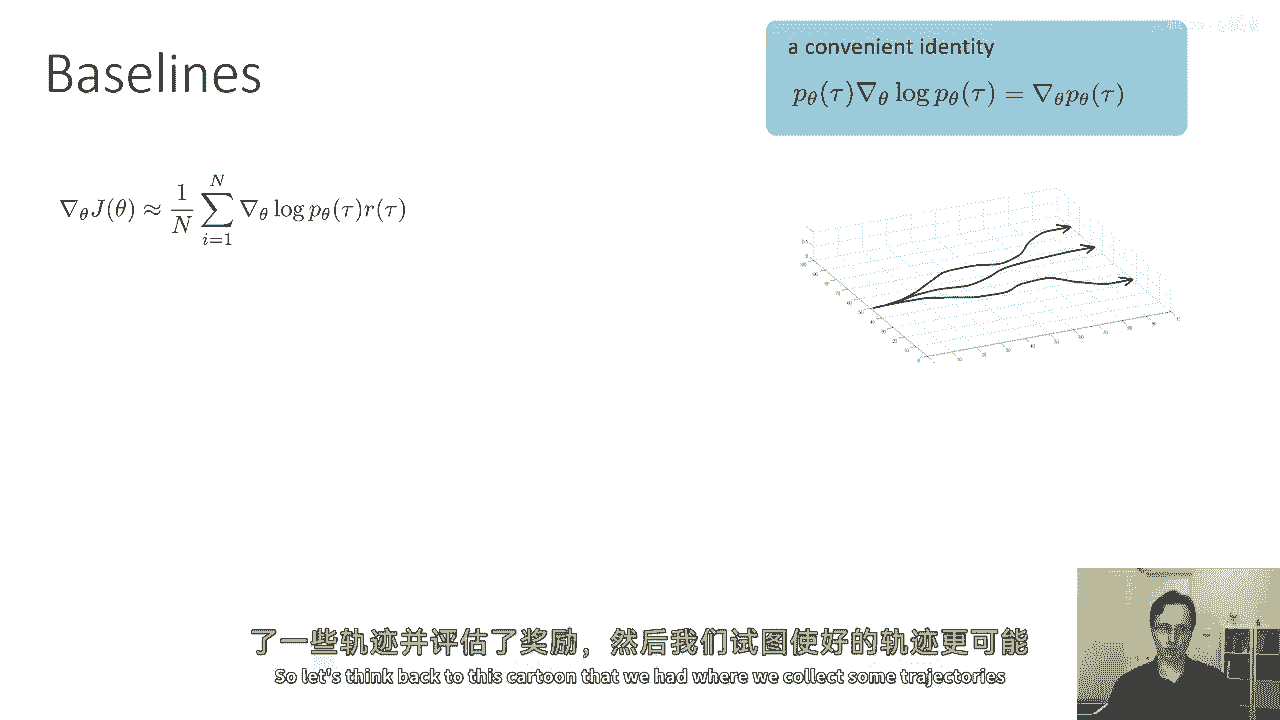 Baselines
a convenient identity
$p_\theta(\tau)\nabla_\theta \log p_\theta(\tau) = \nabla_\theta p_\theta(\tau)$
$\nabla_\theta J(\theta) \approx \frac{1}{N} \sum_{i=1}^{N} \nabla_\theta \log p_\theta(\tau) r(\tau)$
了一些轨迹并评估了奖励，然后我们试图使好的轨迹更可能
So let's think back to this cartoon that we had where we collect some trajectories